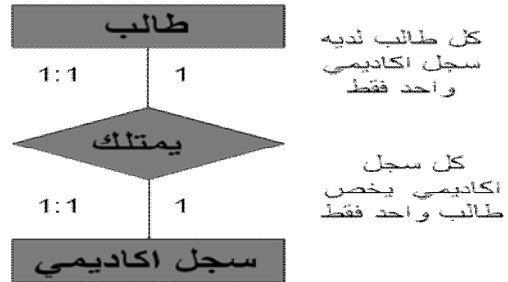 طالب
1:1 1
يمتلك
1:1 1
سجل اكاديمي
كل طالب لديه
سجل اكاديمي
واحد فقط
كل سجل
اكاديمي يخص
طالب واحد فقط